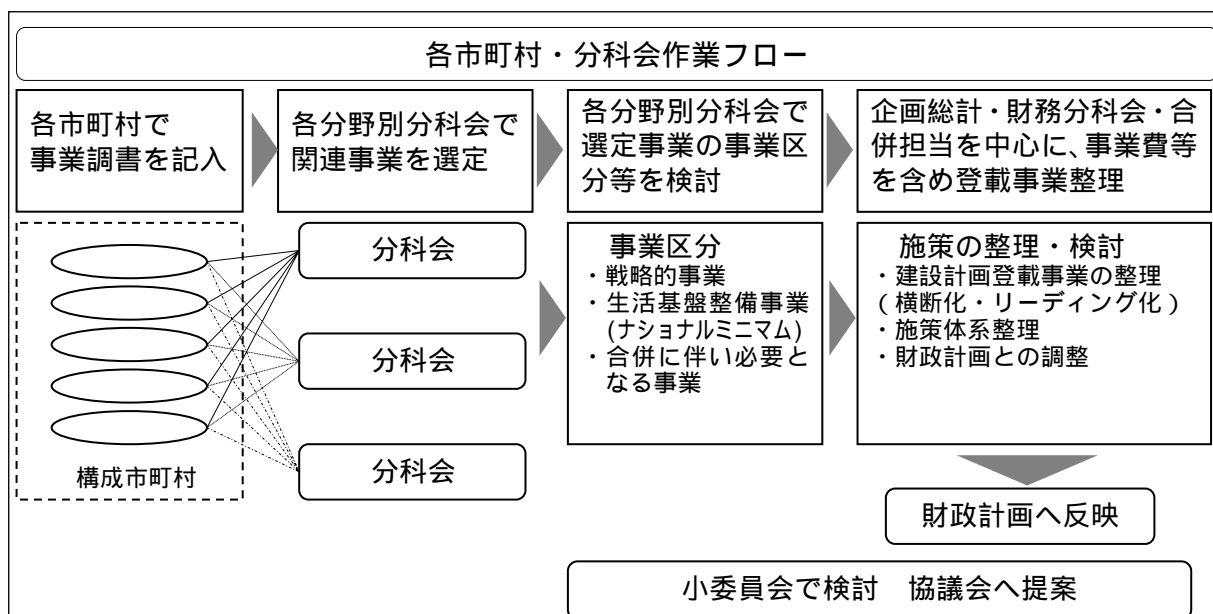 各市町村・分科会作業フロー
各市町村で
事業調書を記入
各分野別分科会で
関連事業を選定
各分野別分科会で
選定事業の事業区
分等を検討
企画総計・財務分科会・合
併担当を中心に、事業費等
を含め登載事業整理
構成市町村
分科会
分科会
分科会
事業区分
・戦略的事業
・生活基盤整備事業
(ナショナルミニマム)
・合併に伴い必要と
なる事業
施策の整理・検討
・建設計画登載事業の整理
（横断化・リーディング化）
・施策体系整理
・財政計画との調整
財政計画へ反映
小委員会で検討　協議会へ提案